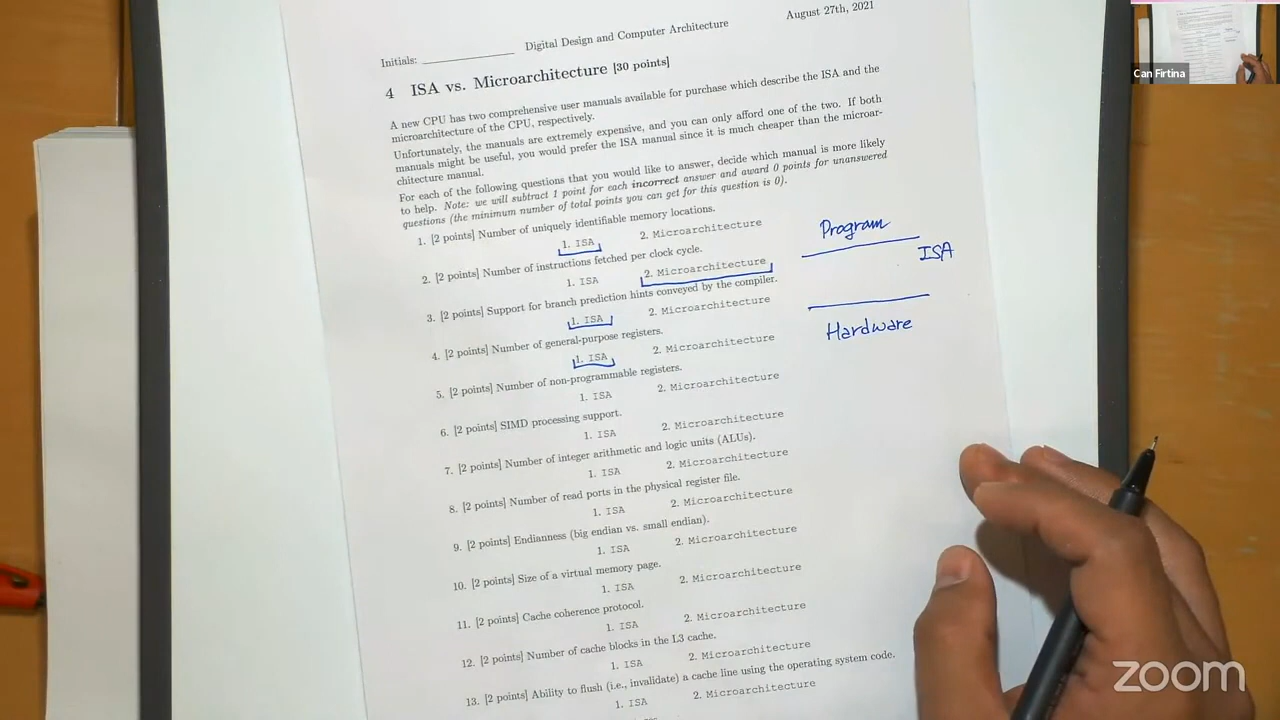 Can Firtina
Initials:
Digital Design and Computer Architecture
August 27th, 2021
4 ISA vs. Microarchitecture [30 points]
A new CPU has two comprehensive user manuals available for purchase which describe the ISA and the
microarchitecture of the CPU, respectively.
Unfortunately, the manuals are extremely expensive, and you can only afford one of the two. If both
manuals might be useful, you would prefer the ISA manual since it is much cheaper than the microar-
chitecture manual.
For each of the following questions that you would like to answer, decide which manual is more likely
to help. Note: we will subtract 1 point for each incorrect answer and award 0 points for unanswered
questions (the minimum number of total points you can get for this question is 0).
1. [2 points] Number of uniquely identifiable memory locations.
1. ISA 2. Microarchitecture
2. [2 points] Number of instructions fetched per clock cycle.
1. ISA 2. Microarchitecture
3. [2 points] Support for branch prediction hints conveyed by the compiler.
1. ISA 2. Microarchitecture
4. [2 points] Number of general-purpose registers.
1. ISA 2. Microarchitecture
5. [2 points] Number of non-programmable registers.
1. ISA 2. Microarchitecture
6. [2 points] SIMD processing support.
1. ISA 2. Microarchitecture
7. [2 points] Number of integer arithmetic and logic units (ALUs).
1. ISA 2. Microarchitecture
8. [2 points] Number of read ports in the physical register file.
1. ISA 2. Microarchitecture
9. [2 points] Endianness (big endian vs. small endian).
1. ISA 2. Microarchitecture
10. [2 points] Size of a virtual memory page.
1. ISA 2. Microarchitecture
11. [2 points] Cache coherence protocol.
1. ISA 2. Microarchitecture
12. [2 points] Number of cache blocks in the L3 cache.
1. ISA 2. Microarchitecture
13. [2 points] Ability to flush (i.e., invalidate) a cache line using the operating system code.
1. ISA 2. Microarchitecture
Program
ISA
Hardware
zoom